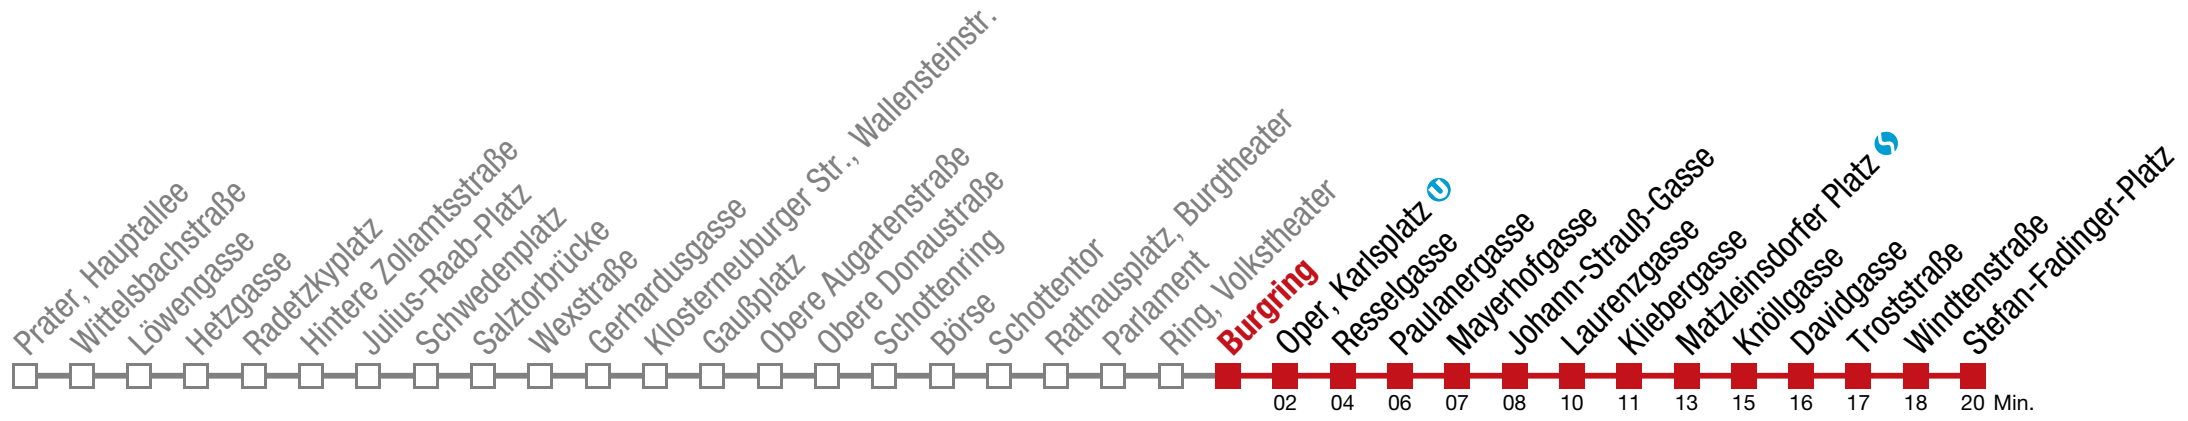 Prater, Hauptallee
Wittelsbachstraße
Löwengasse
Hetzgasse
Radetzkyplatz
Hintere Zollamtsstraße
Julius-Raab-Platz
Schwedenplatz
Salztorbrücke
Wexstraße
Gerhardusgasse
Klosterneuburger Str., Wallensteinstr.
Gaußplatz
Obere Augartenstraße
Obere Donaustraße
Schottenring
Börse
Schottentor
Rathausplatz, Burgtheater
Parlament
Ring, Volkstheater
Burgring
Oper, Karlsplatz U
Resselgasse
Paulanergasse
Mayerhofgasse
Johann-Strauß-Gasse
Laurenzgasse
Kliebergasse
Matzleinsdorfer Platz S
Knöllgasse
Davidgasse
Troststraße
Windtenstraße
Stefan-Fadinger-Platz
02 04 06 07 08 10 11 13 15 16 17 18 20 Min.